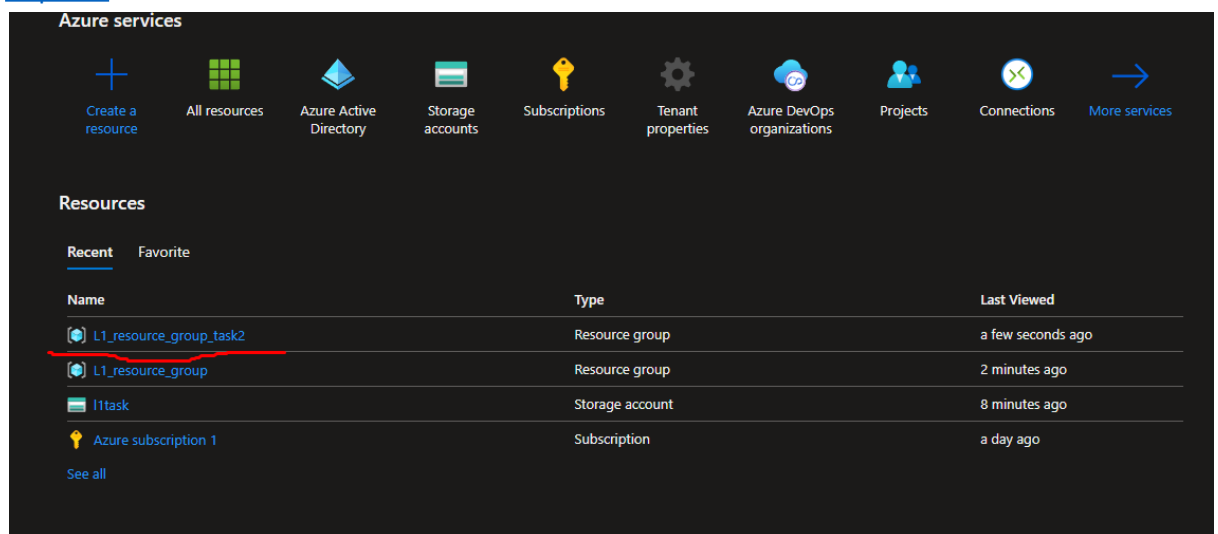 Azure services
Create a resource
All resources
Azure Active Directory
Storage accounts
Subscriptions
Tenant properties
Azure DevOps organizations
Projects
Connections
More services
Resources
Recent Favorite
Name Type Last Viewed
L1_resource_group_task2 Resource group a few seconds ago
L1_resource_group Resource group 2 minutes ago
l1task Storage account 8 minutes ago
Azure subscription 1 Subscription a day ago
See all